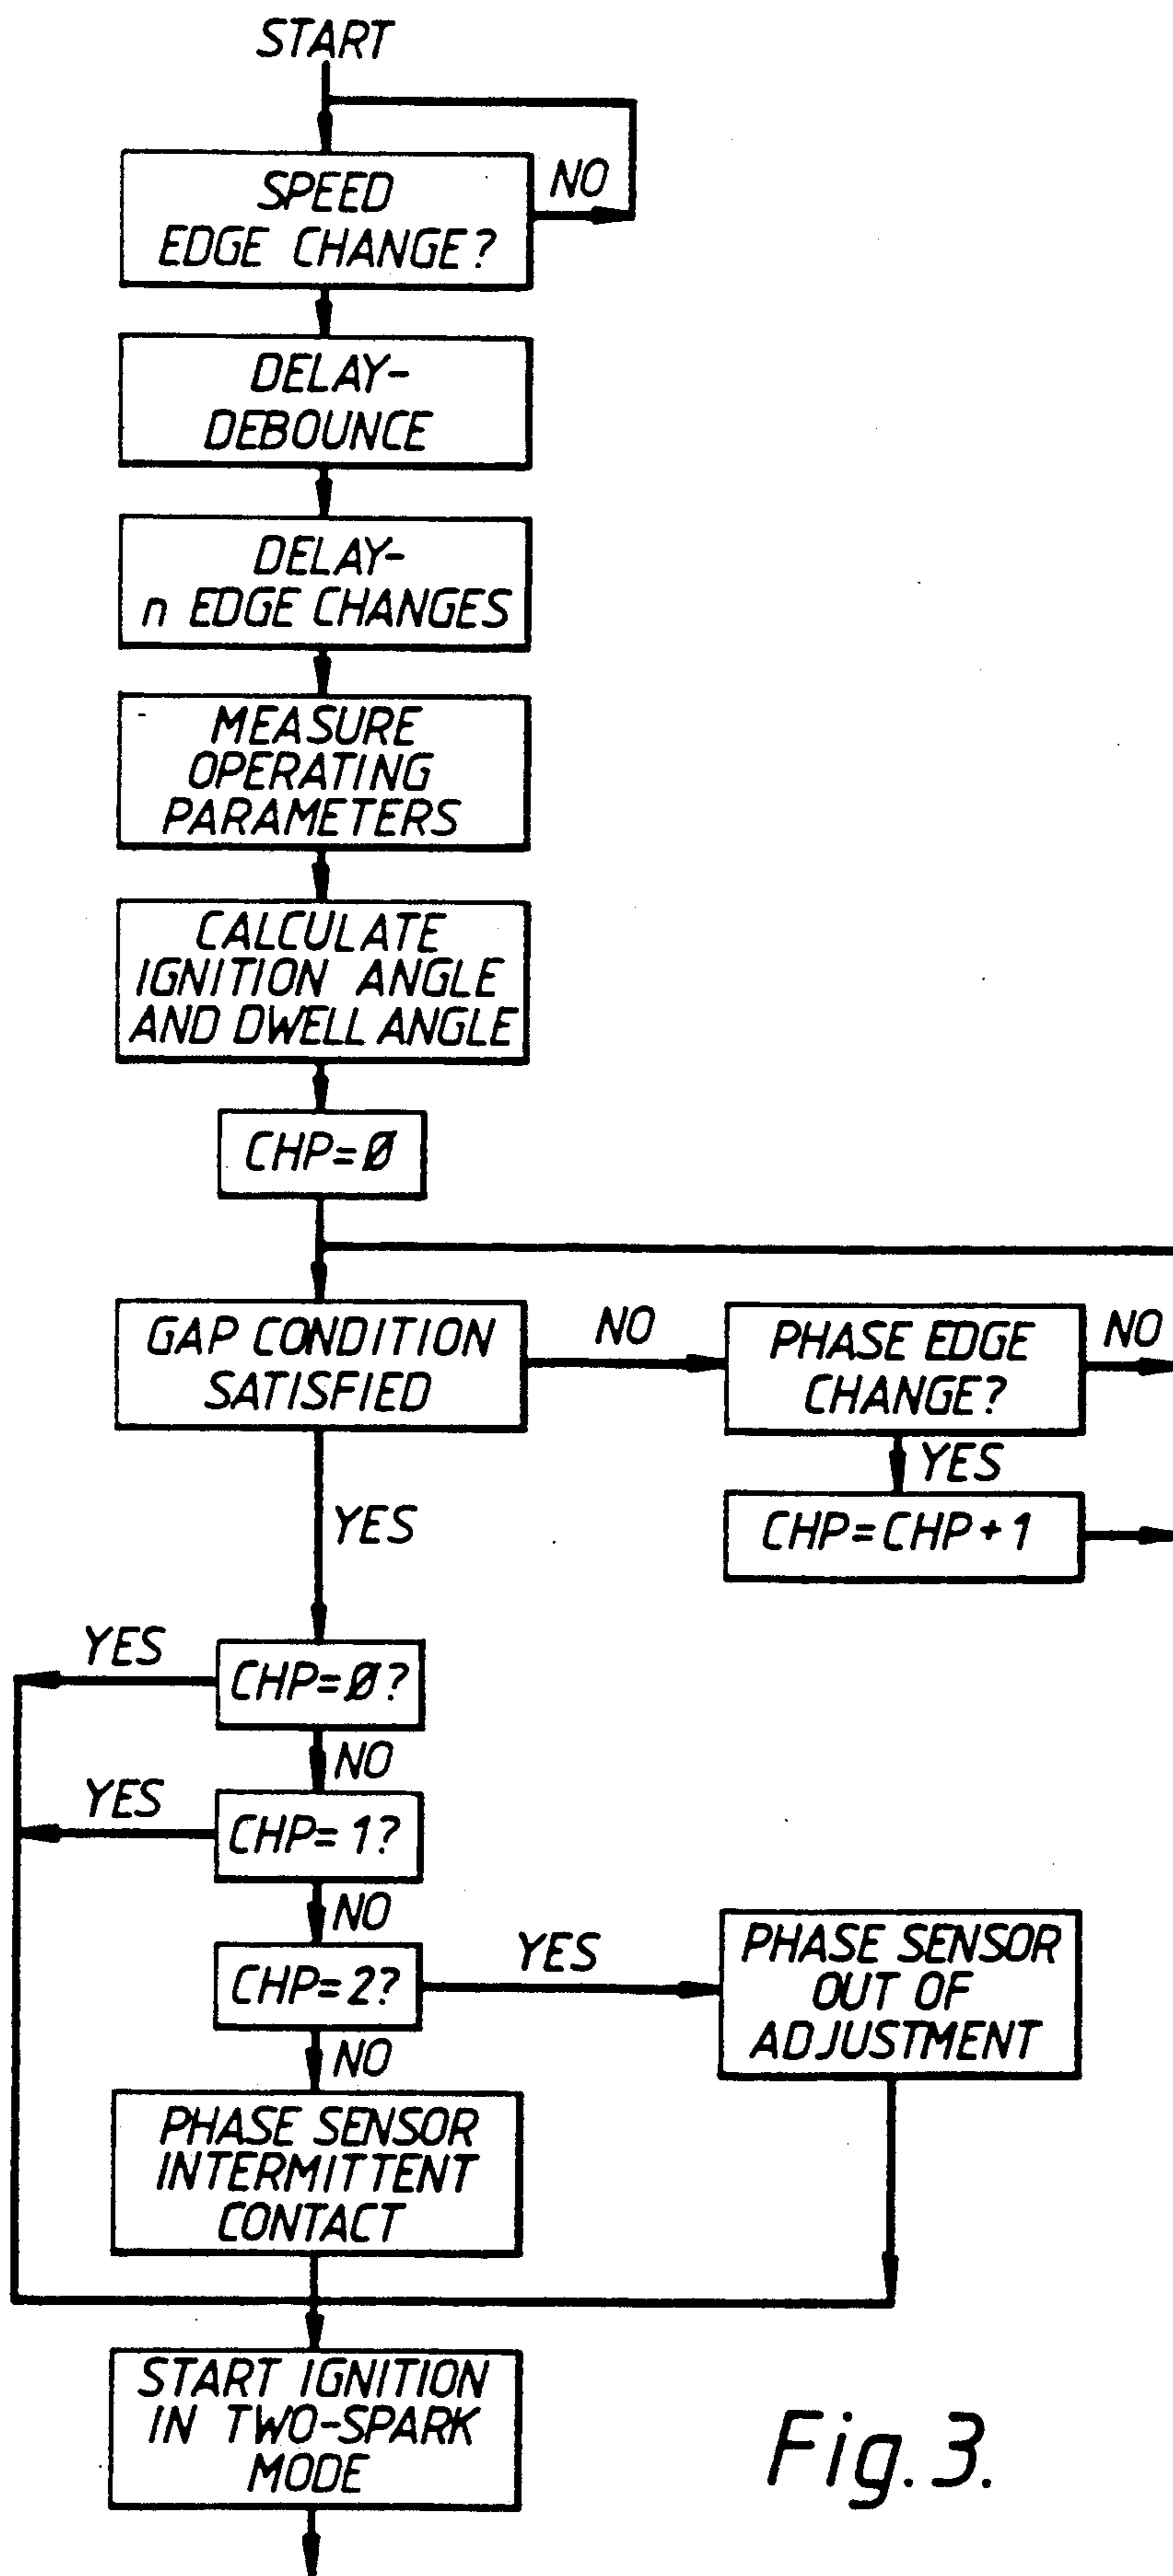 START
SPEED
EDGE CHANGE?
NO
DELAY-
DEBOUNCE
DELAY-
n EDGE CHANGES
MEASURE
OPERATING
PARAMETERS
CALCULATE
IGNITION ANGLE
AND DWELL ANGLE
CHP=Ø
GAP CONDITION
SATISFIED
NO
PHASE EDGE
CHANGE?
NO
YES
CHP=CHP+1
YES
CHP=Ø?
YES
NO
CHP=1?
YES
NO
CHP=2?
YES
PHASE SENSOR
OUT OF
ADJUSTMENT
NO
PHASE SENSOR
INTERMITTENT
CONTACT
START IGNITION
IN TWO-SPARK
MODE
Fig.3.